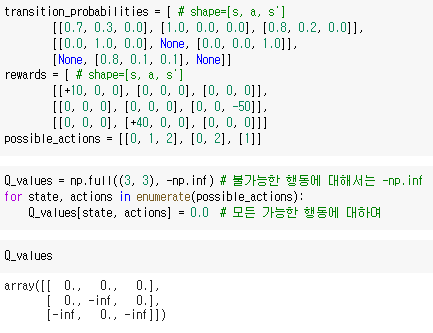 transition_probabilities = [ # shape=[s, a, s']
[[0.7, 0.3, 0.0], [1.0, 0.0, 0.0], [0.8, 0.2, 0.0]],
[[0.0, 1.0, 0.0], None, [0.0, 0.0, 1.0]],
[None, [0.8, 0.1, 0.1], None]]
rewards = [ # shape=[s, a, s']
[[+10, 0, 0], [0, 0, 0], [0, 0, 0]],
[[0, 0, 0], [0, 0, 0], [0, 0, -50]],
[[0, 0, 0], [+40, 0, 0], [0, 0, 0]]]
possible_actions = [[0, 1, 2], [0, 2], [1]]
Q_values = np.full((3, 3), -np.inf) # 불가능한 행동에 대해서는 -np.inf
for state, actions in enumerate(possible_actions):
Q_values[state, actions] = 0.0 # 모든 가능한 행동에 대하여
Q_values
array([[ 0., 0., 0.],
[ 0., -inf, 0.],
[-inf, 0., -inf]])